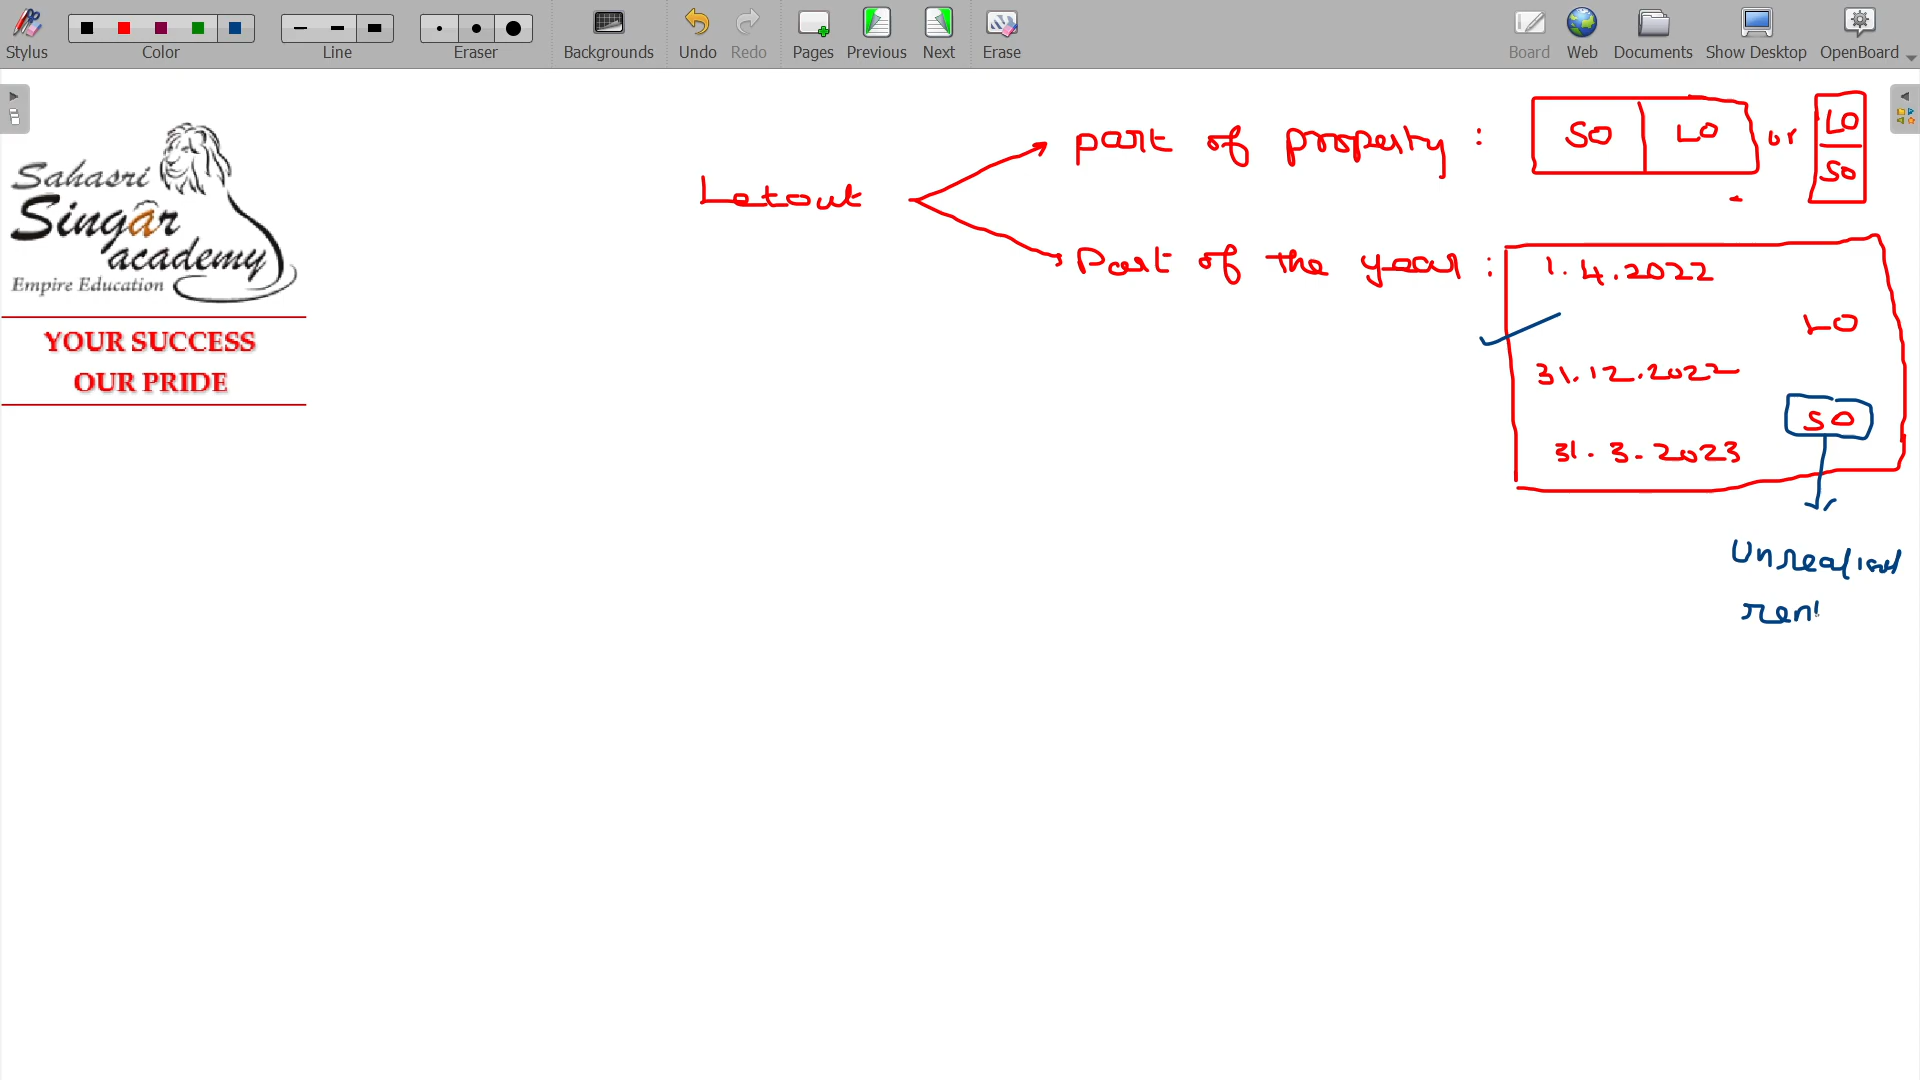 Stylus
Color
Line
Eraser
Backgrounds
Undo
Redo
Pages
Previous
Next
Erase
Board
Web
Documents
Show Desktop
OpenBoard
Sahasri
Singar
academy
Empire Education
YOUR SUCCESS
OUR PRIDE
Letout
part of property :
SO LO
or
LO
SO
Part of the year :
1.4.2022
LO
31.12.2022
SO
31.3.2023
Unrealised
rent